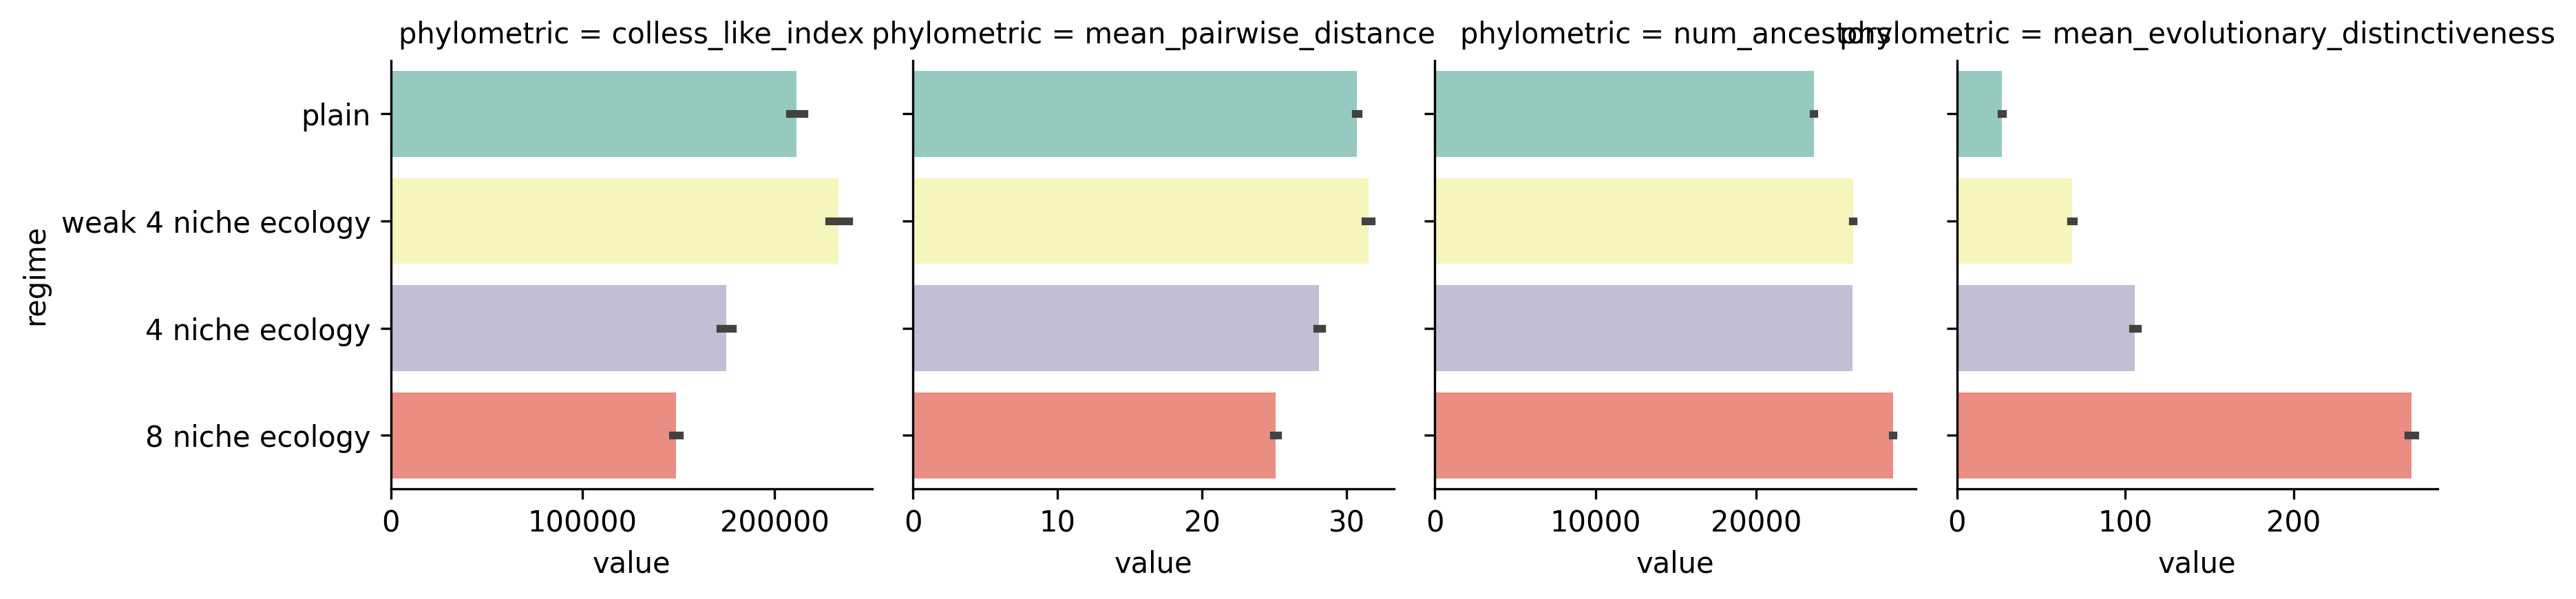 phylometric = colless_like_index
phylometric = mean_pairwise_distance
phylometric = num_ancestors
phylometric = mean_evolutionary_distinctiveness
regime
plain
weak 4 niche ecology
4 niche ecology
8 niche ecology
0 100000 200000
0 10 20 30
0 10000 20000
0 100 200
value
value
value
value